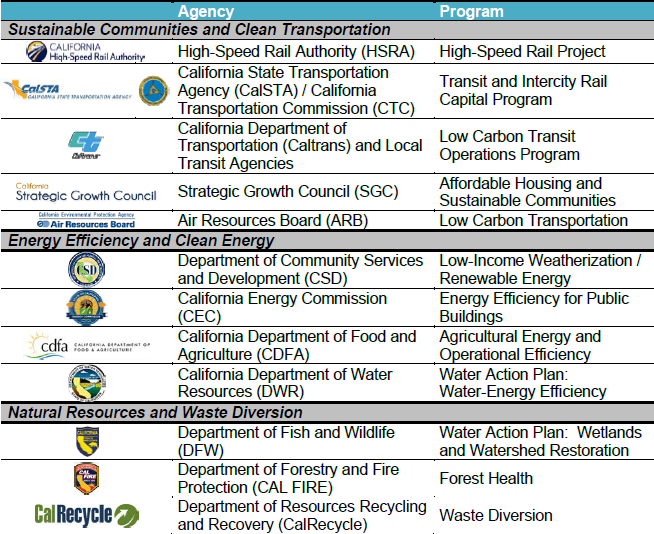 Agency Program
Sustainable Communities and Clean Transportation
CALIFORNIA
High-Speed Rail Authority
High-Speed Rail Authority (HSRA) High-Speed Rail Project
CalSTA
CALIFORNIA STATE TRANSPORTATION AGENCY
California State Transportation
Agency (CalSTA) / California
Transportation Commission (CTC)
Transit and Intercity Rail
Capital Program
ct
Caltrans
California Department of
Transportation (Caltrans) and Local
Transit Agencies
Low Carbon Transit
Operations Program
California
Strategic Growth Council
Strategic Growth Council (SGC)
Affordable Housing and
Sustainable Communities
California Environmental Protection Agency
Air Resources Board
Air Resources Board (ARB) Low Carbon Transportation
Energy Efficiency and Clean Energy
CSD
Department of Community Services
and Development (CSD)
Low-Income Weatherization /
Renewable Energy
California Energy Commission
(CEC)
Energy Efficiency for Public
Buildings
cdfa
CALIFORNIA DEPARTMENT OF
FOOD & AGRICULTURE
California Department of Food and
Agriculture (CDFA)
Agricultural Energy and
Operational Efficiency
California Department of Water
Resources (DWR)
Water Action Plan:
Water-Energy Efficiency
Natural Resources and Waste Diversion
CALIFORNIA
Department of Fish and Wildlife
(DFW)
Water Action Plan: Wetlands
and Watershed Restoration
CAL FIRE
Department of Forestry and Fire
Protection (CAL FIRE)
Forest Health
CalRecycle
Department of Resources Recycling
and Recovery (CalRecycle)
Waste Diversion